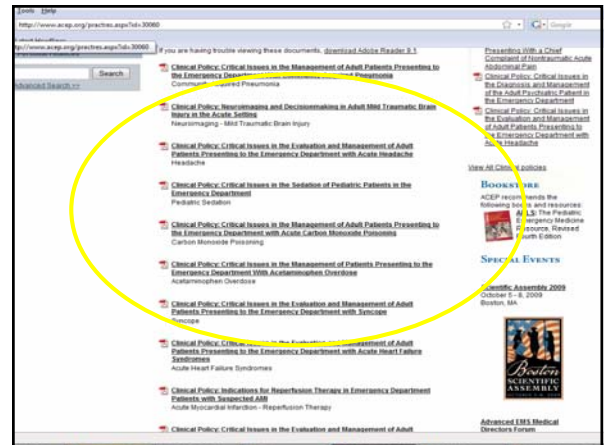 Tools Help
http://www.acep.org/practres.aspx?id=30060
Google
http://www.acep.org/practres.aspx?id=30060
Search
Advanced Search >>
If you are having trouble viewing these documents, download Adobe Reader 8.1.
Clinical Policy: Critical Issues in the Management of Adult Patients Presenting to
the Emergency Department Pneumonia
Community Acquired Pneumonia
Clinical Policy: Neuroimaging and Decisionmaking in Adult Mild Traumatic Brain
Injury in the Acute Setting
Neuroimaging - Mild Traumatic Brain Injury
Clinical Policy: Critical Issues in the Evaluation and Management of Adult
Patients Presenting to the Emergency Department with Acute Headache
Headache
Clinical Policy: Critical Issues in the Sedation of Pediatric Patients in the
Emergency Department
Pediatric Sedation
Clinical Policy: Critical Issues in the Management of Adult Patients Presenting to
the Emergency Department with Acute Carbon Monoxide Poisoning
Carbon Monoxide Poisoning
Clinical Policy: Critical Issues in the Management of Patients Presenting to the
Emergency Department With Acetaminophen Overdose
Acetaminophen Overdose
Clinical Policy: Critical Issues in the Evaluation and Management of Adult
Patients Presenting to the Emergency Department with Syncope
Syncope
Clinical Policy: Critical Issues in the Evaluation and Management of Adult
Patients Presenting to the Emergency Department with Acute Heart Failure
Syndromes
Acute Heart Failure Syndromes
Clinical Policy: Indications for Reperfusion Therapy in Emergency Department
Patients with Suspected AMI
Acute Myocardial Infarction - Reperfusion Therapy
Clinical Policy: Critical Issues in the Evaluation and Management of Adult
Presenting With a Chief
Complaint of Nontraumatic Acute
Abdominal Pain
Clinical Policy: Critical Issues in
the Diagnosis and Management
of the Adult Psychiatric Patient in
the Emergency Department
Clinical Policy: Critical Issues in
the Evaluation and Management
of Adult Patients Presenting to
the Emergency Department with
Acute Headache
View All Clinical policies
BOOKSTORE
ACEP recommends the
following books and resources:
APLS: The Pediatric
Emergency Medicine
Resource, Revised
Fourth Edition
SPECIAL EVENTS
Scientific Assembly 2009
October 5 - 8, 2009
Boston, MA
Boston
SCIENTIFIC
ASSEMBLY
Advanced EMS Medical
Directors Forum